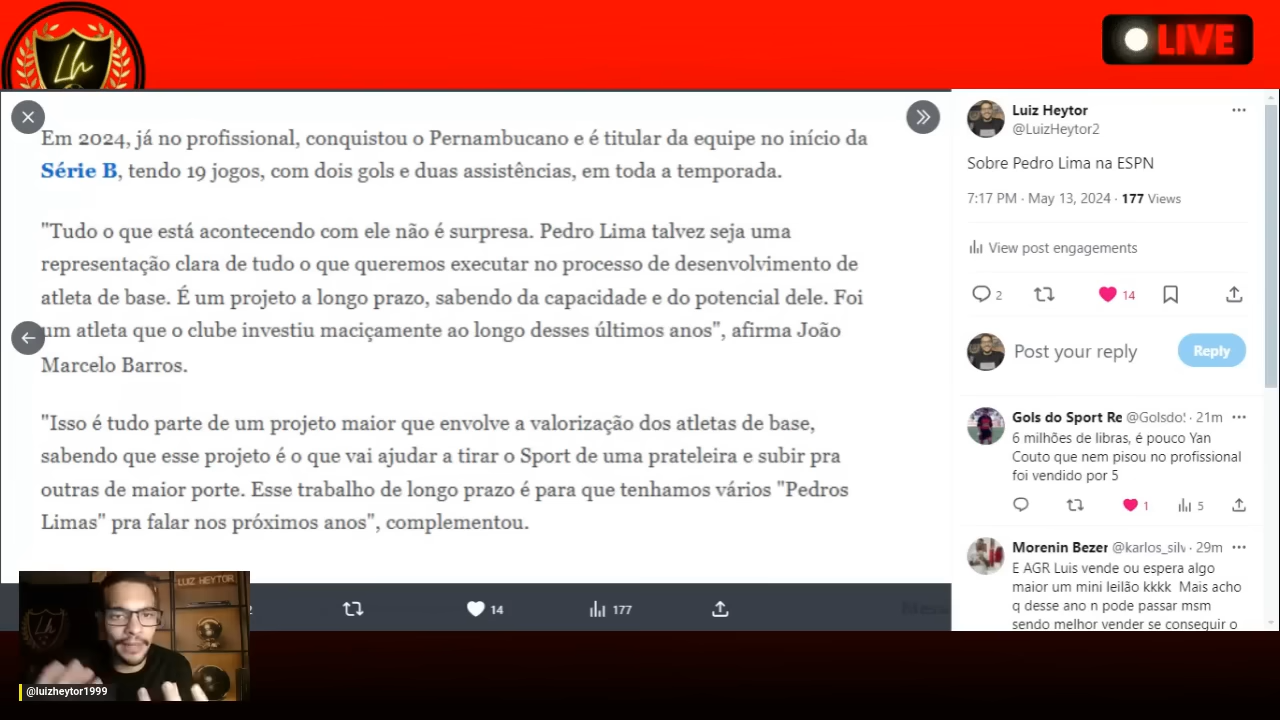 Lh
LIVE
Em 2024, já no profissional, conquistou o Pernambucano e é titular da equipe no início da
Série B, tendo 19 jogos, com dois gols e duas assistências, em toda a temporada.
"Tudo o que está acontecendo com ele não é surpresa. Pedro Lima talvez seja uma
representação clara de tudo o que queremos executar no processo de desenvolvimento de
atleta de base. É um projeto a longo prazo, sabendo da capacidade e do potencial dele. Foi
um atleta que o clube investiu maciçamente ao longo desses últimos anos", afirma João
Marcelo Barros.
"Isso é tudo parte de um projeto maior que envolve a valorização dos atletas de base,
sabendo que esse projeto é o que vai ajudar a tirar o Sport de uma prateleira e subir pra
outras de maior porte. Esse trabalho de longo prazo é para que tenhamos vários "Pedros
Limas" pra falar nos próximos anos", complementou.
2
14
177
Luiz Heytor
@LuizHeytor2
Sobre Pedro Lima na ESPN
7:17 PM · May 13, 2024 · 177 Views
View post engagements
2
14
Post your reply
Reply
Gols do Sport Re @Golsdo! · 21m
6 milhões de libras, é pouco Yan
Couto que nem pisou no profissional
foi vendido por 5
1
5
Morenin Bezer @karlos_silv · 29m
E AGR Luis vende ou espera algo
maior um mini leilão kkkk Mais acho
q desse ano n pode passar msm
sendo melhor vender se conseguir o
LUIZ HEYTOR
@luizheytor1999